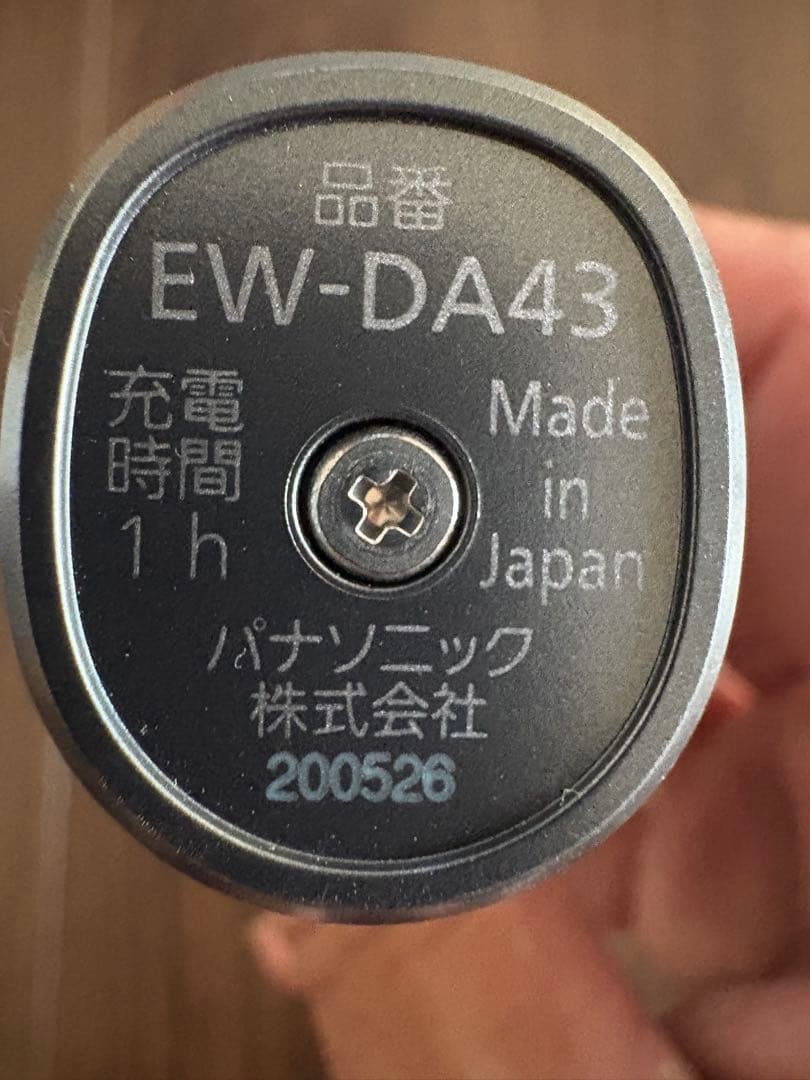 品番
EW-DA43
充電
時間
1 h
Made
in
Japan
パナソニック
株式会社
200526